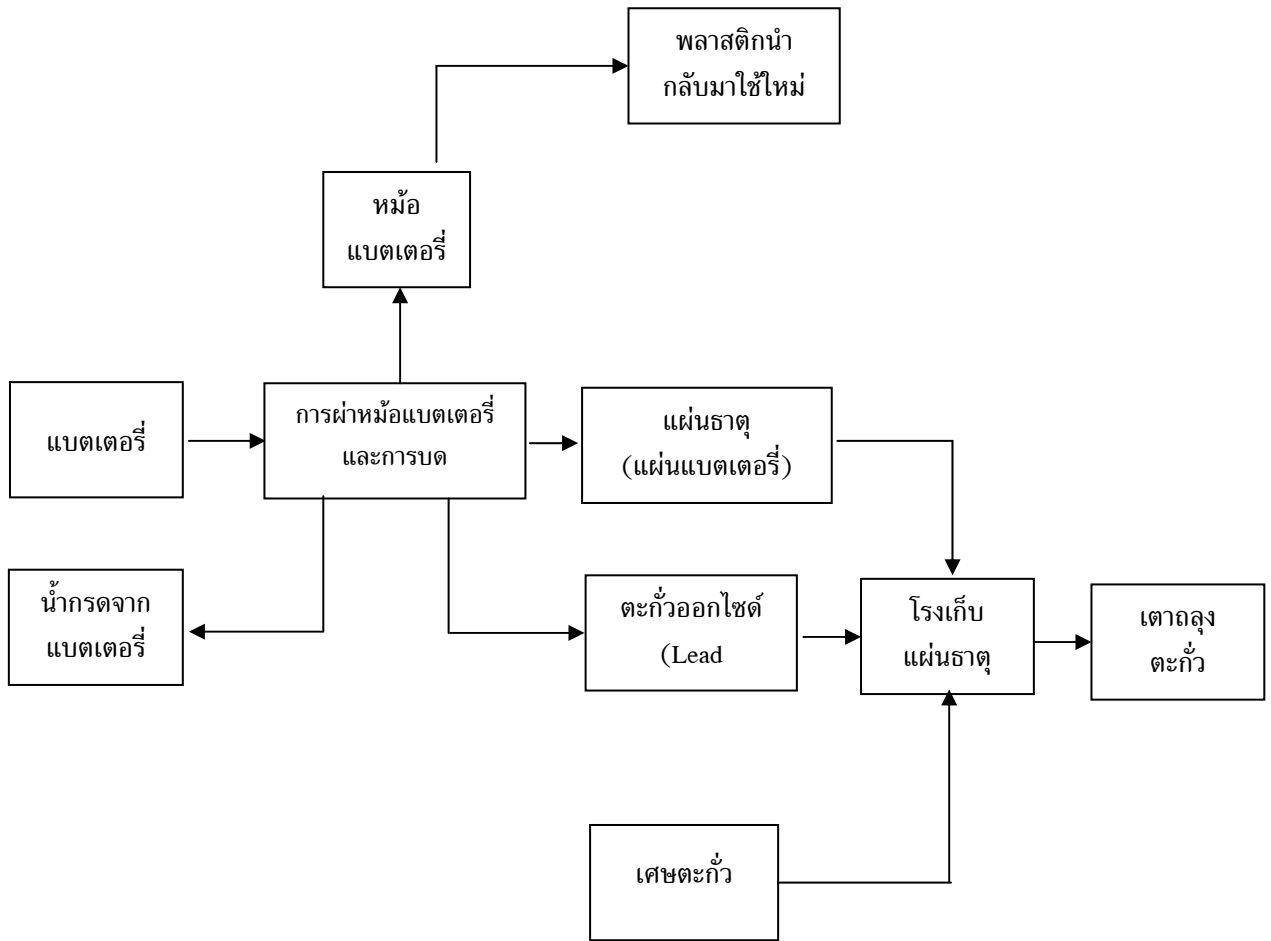 พลาสติกนำ
กลับมาใช้ใหม่
หม้อ
แบตเตอรี่
แบตเตอรี่
การผ่าหม้อแบตเตอรี่
และการบด
แผ่นธาตุ
(แผ่นแบตเตอรี่)
น้ำกรดจาก
แบตเตอรี่
ตะกั่วออกไซด์
(Lead
โรงเก็บ
แผ่นธาตุ
เตาถลุง
ตะกั่ว
เศษตะกั่ว